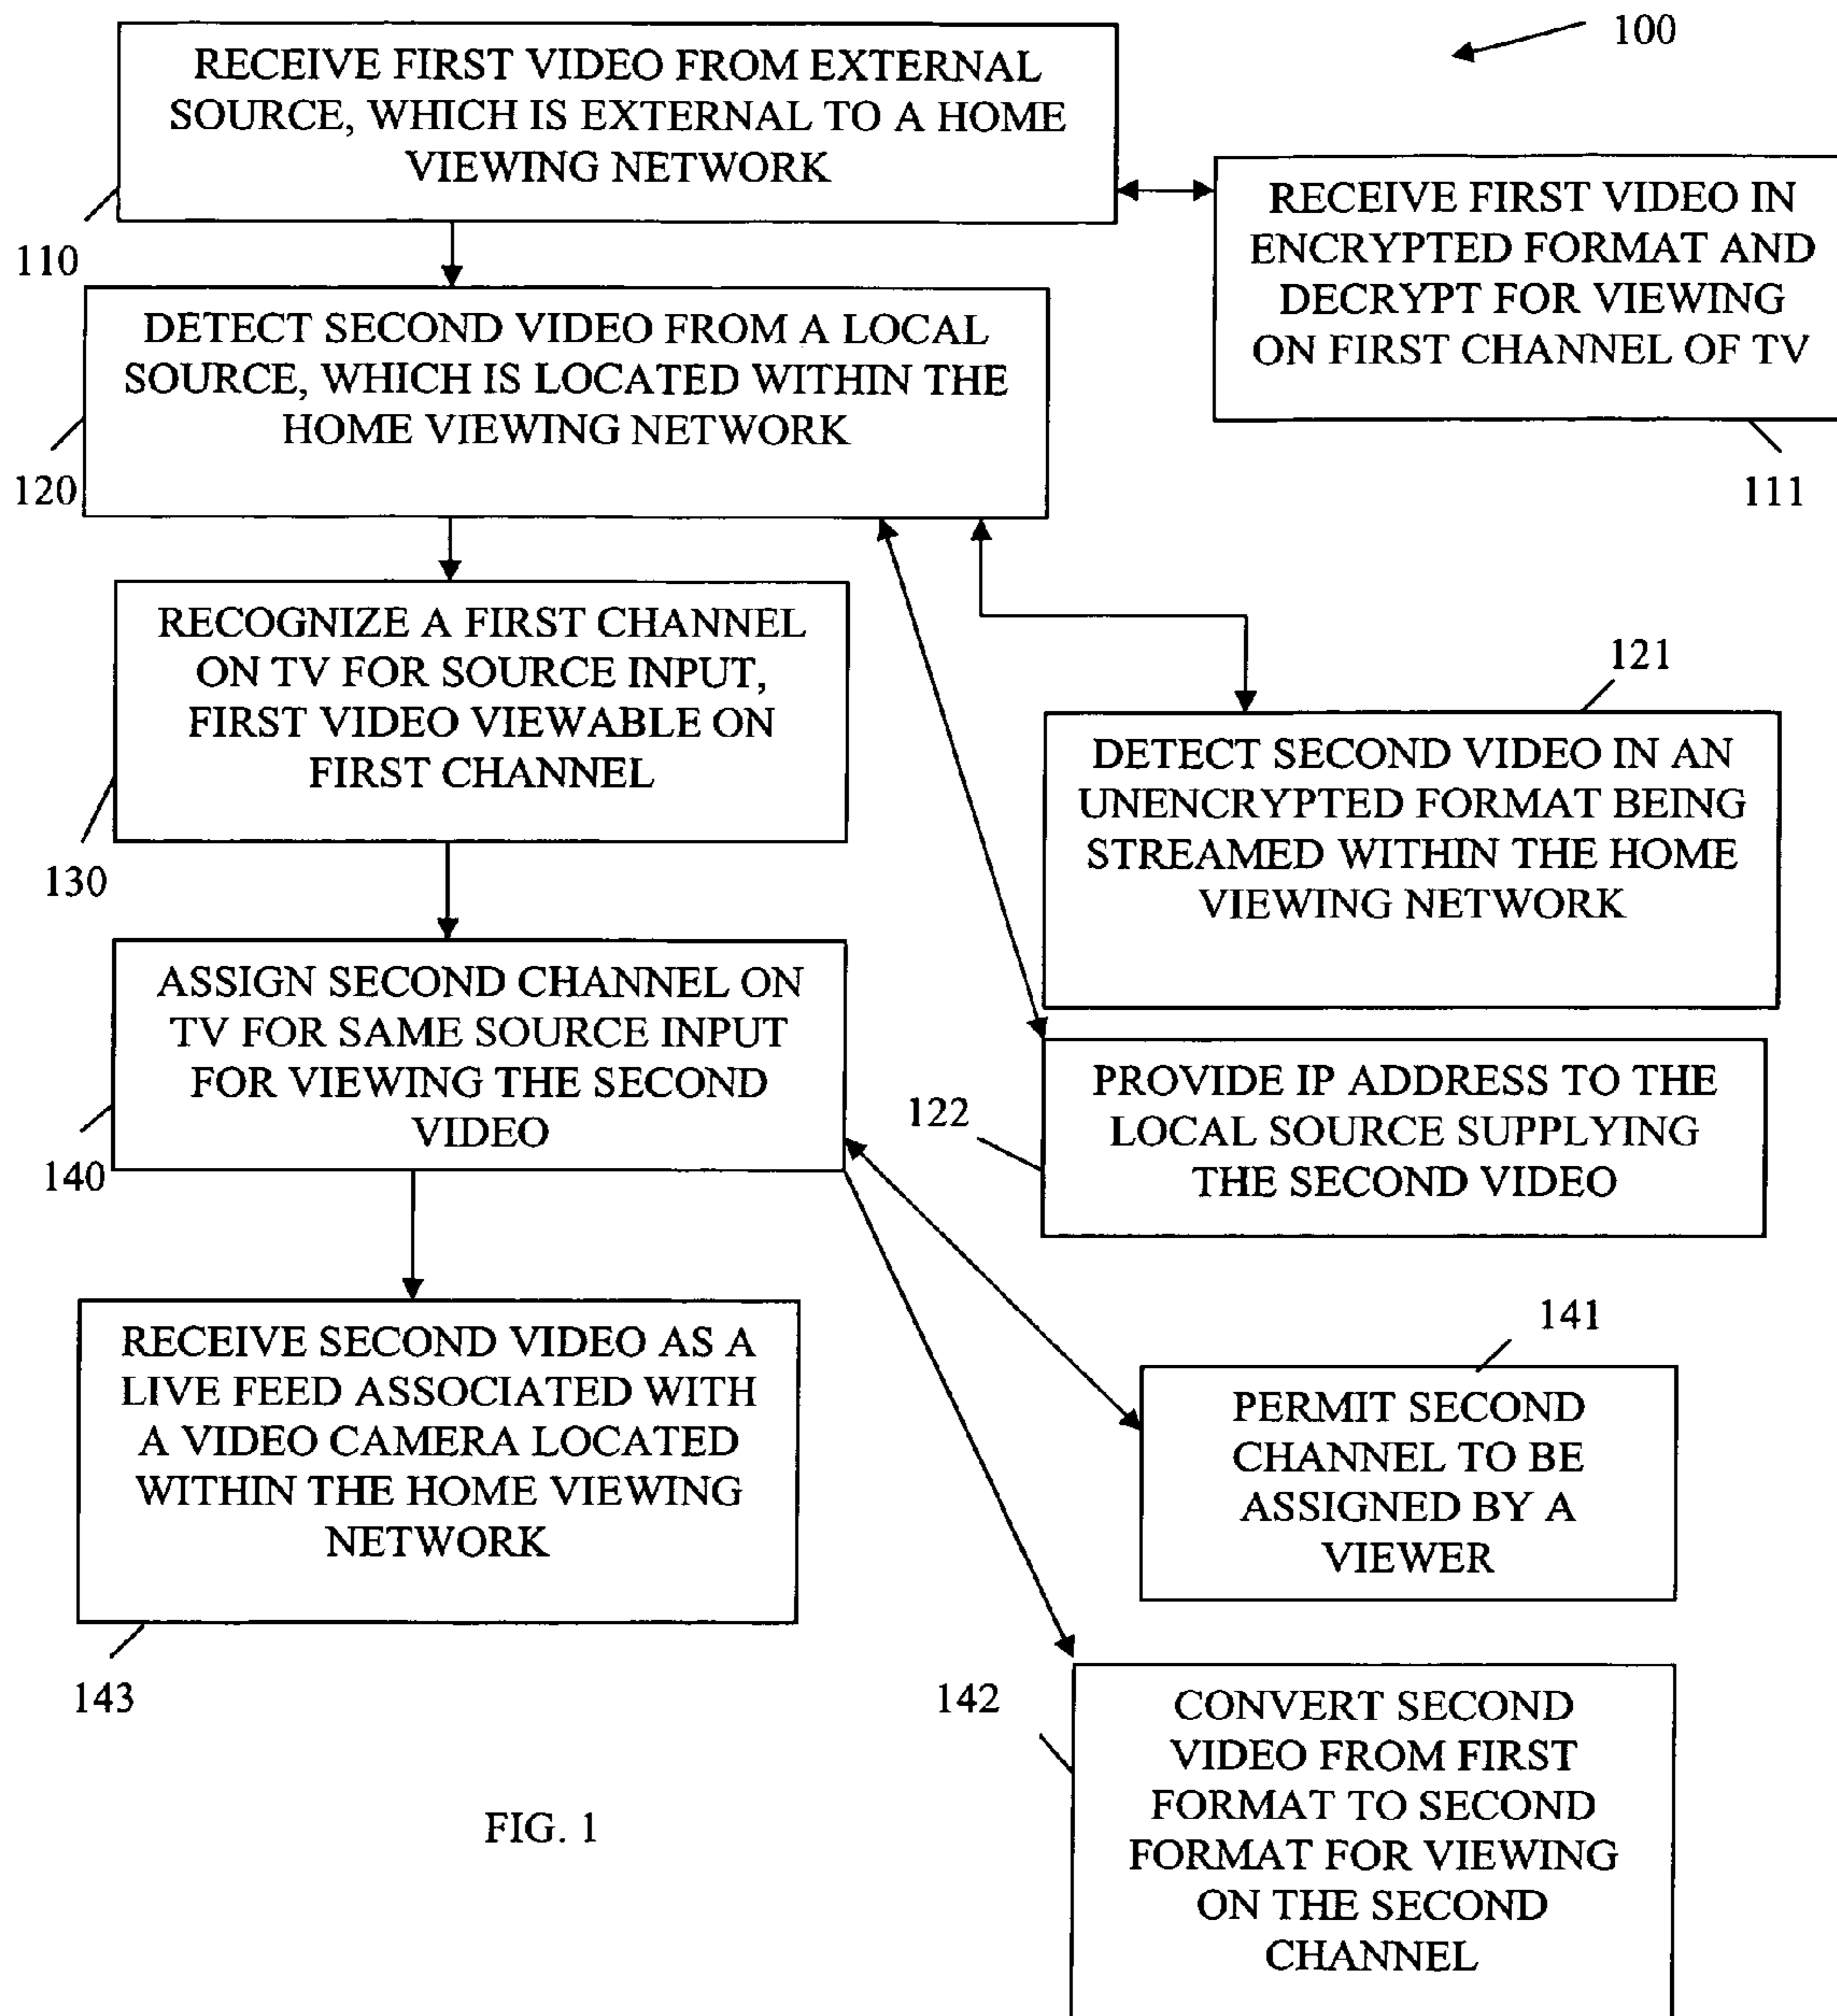 100
RECEIVE FIRST VIDEO FROM EXTERNAL
SOURCE, WHICH IS EXTERNAL TO A HOME
VIEWING NETWORK
110
RECEIVE FIRST VIDEO IN
ENCRYPTED FORMAT AND
DECRYPT FOR VIEWING
ON FIRST CHANNEL OF TV
111
DETECT SECOND VIDEO FROM A LOCAL
SOURCE, WHICH IS LOCATED WITHIN THE
HOME VIEWING NETWORK
120
RECOGNIZE A FIRST CHANNEL
ON TV FOR SOURCE INPUT,
FIRST VIDEO VIEWABLE ON
FIRST CHANNEL
130
121
DETECT SECOND VIDEO IN AN
UNENCRYPTED FORMAT BEING
STREAMED WITHIN THE HOME
VIEWING NETWORK
ASSIGN SECOND CHANNEL ON
TV FOR SAME SOURCE INPUT
FOR VIEWING THE SECOND
VIDEO
140
122
PROVIDE IP ADDRESS TO THE
LOCAL SOURCE SUPPLYING
THE SECOND VIDEO
RECEIVE SECOND VIDEO AS A
LIVE FEED ASSOCIATED WITH
A VIDEO CAMERA LOCATED
WITHIN THE HOME VIEWING
NETWORK
143
141
PERMIT SECOND
CHANNEL TO BE
ASSIGNED BY A
VIEWER
142
CONVERT SECOND
VIDEO FROM FIRST
FORMAT TO SECOND
FORMAT FOR VIEWING
ON THE SECOND
CHANNEL
FIG. 1